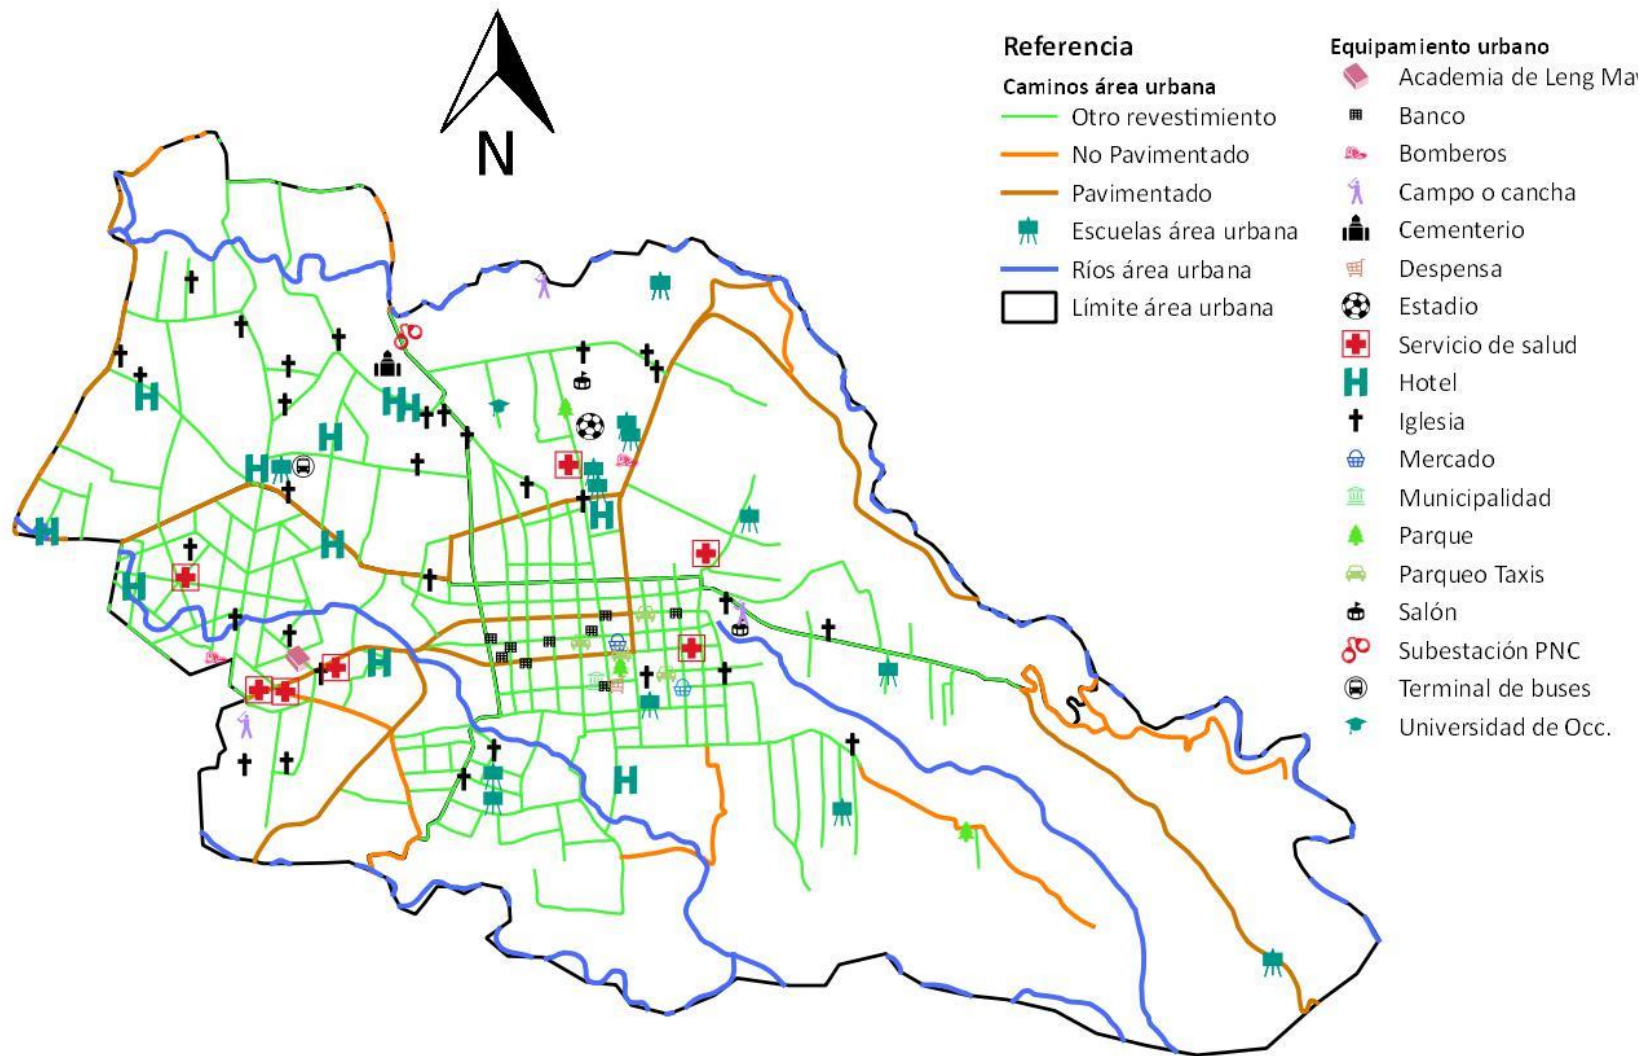 N
Referencia
Caminos área urbana
Otro revestimiento
No Pavimentado
Pavimentado
Escuelas área urbana
Ríos área urbana
Límite área urbana
Equipamiento urbano
Academia de Leng May
Banco
Bomberos
Campo o cancha
Cementerio
Despensa
Estadio
Servicio de salud
Hotel
Iglesia
Mercado
Municipalidad
Parque
Parqueo Taxis
Salón
Subestación PNC
Terminal de buses
Universidad de Occ.